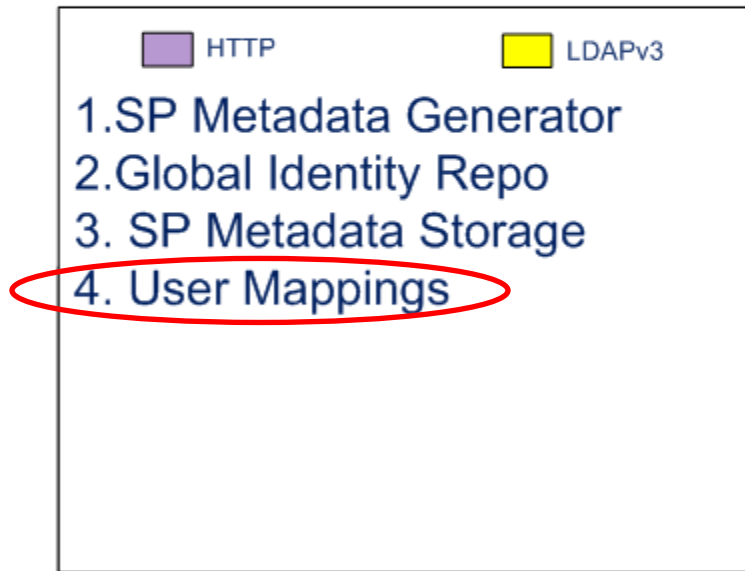 HTTP LDAPv3
1.SP Metadata Generator
2.Global Identity Repo
3. SP Metadata Storage
4. User Mappings